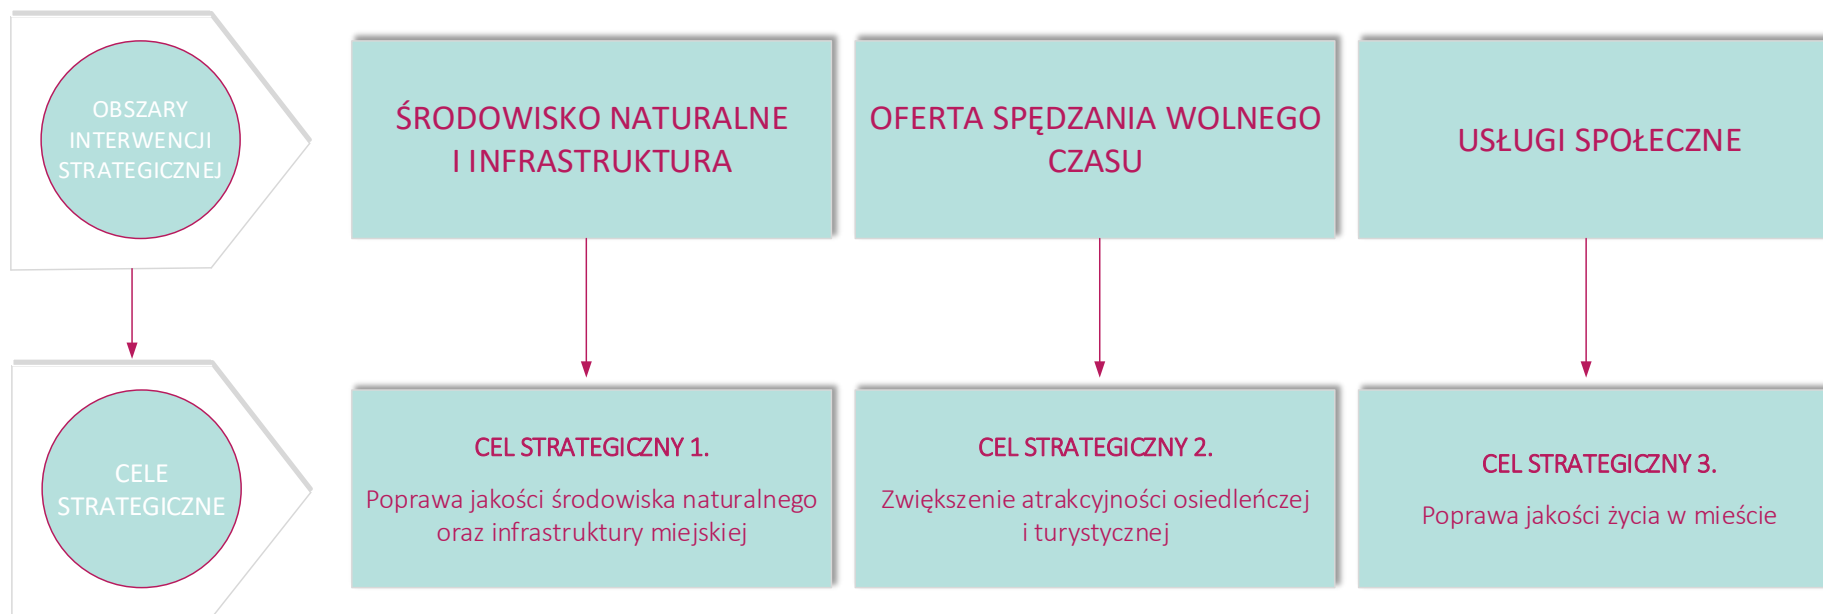 OBSZARY
INTERWENCJI
STRATEGICZNEJ
ŚRODOWISKO NATURALNE
I INFRASTRUKTURA
OFERTA SPĘDZANIA WOLNEGO
CZASU
USŁUGI SPOŁECZNE
CELE
STRATEGICZNE
CEL STRATEGICZNY 1.
Poprawa jakości środowiska naturalnego
oraz infrastruktury miejskiej
CEL STRATEGICZNY 2.
Zwiększenie atrakcyjności osiedleńczej
i turystycznej
CEL STRATEGICZNY 3.
Poprawa jakości życia w mieście